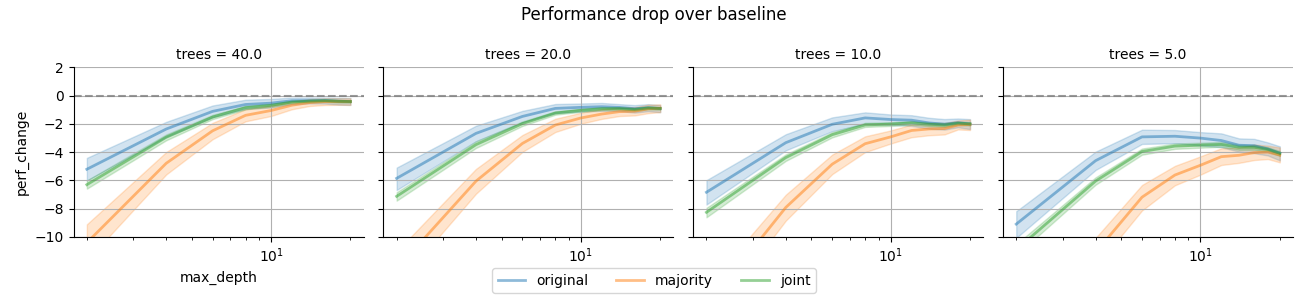 Performance drop over baseline
trees = 40.0
trees = 20.0
trees = 10.0
trees = 5.0
perf_change
2
0
−2
−4
−6
−8
−10
10¹
10¹
10¹
10¹
max_depth
original
majority
joint